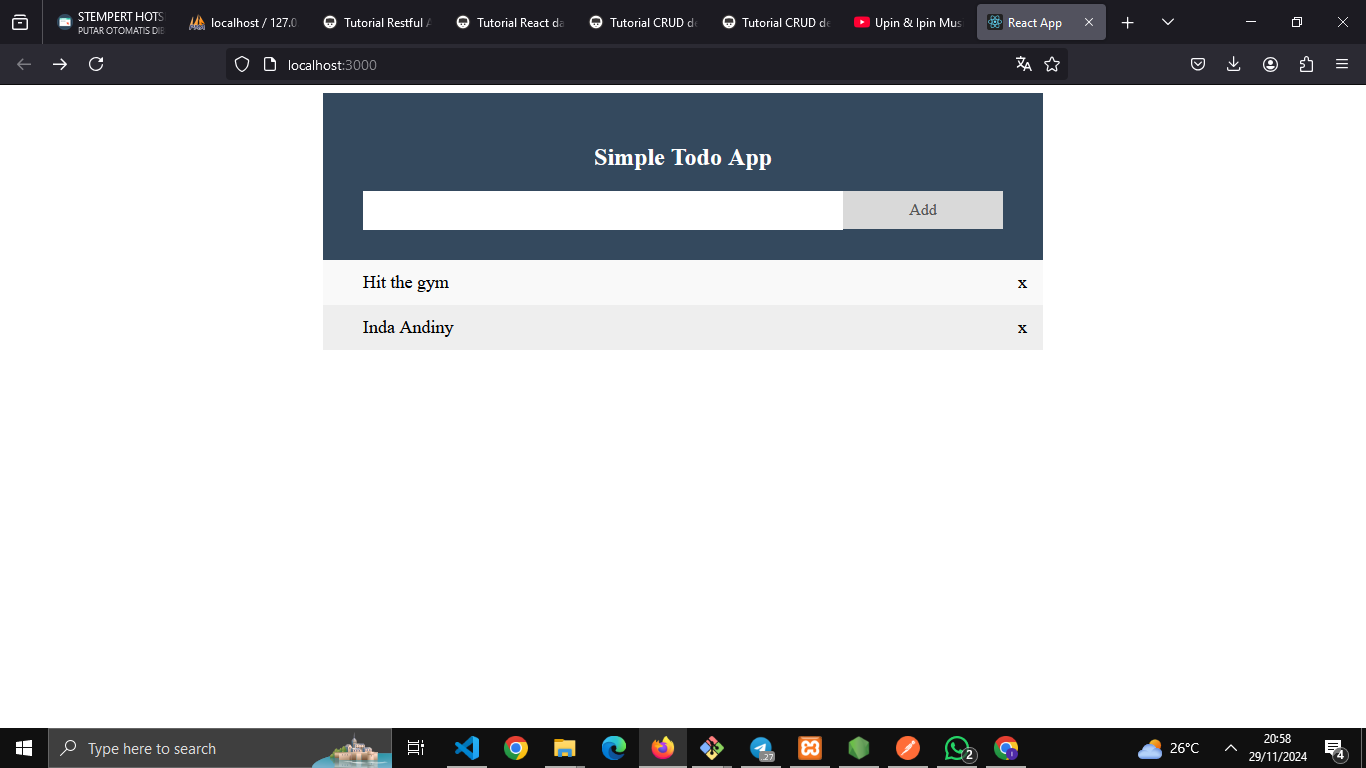 STEMPERT HOTS
PUTAR OTOMATIS DIB
localhost / 127.0.
Tutorial Restful A
Tutorial React da
Tutorial CRUD de
Tutorial CRUD de
Upin & Ipin Mus
React App
localhost:3000
Simple Todo App
Add
Hit the gym
x
Inda Andiny
x
Type here to search
27
2
26°C
20:58
29/11/2024
4